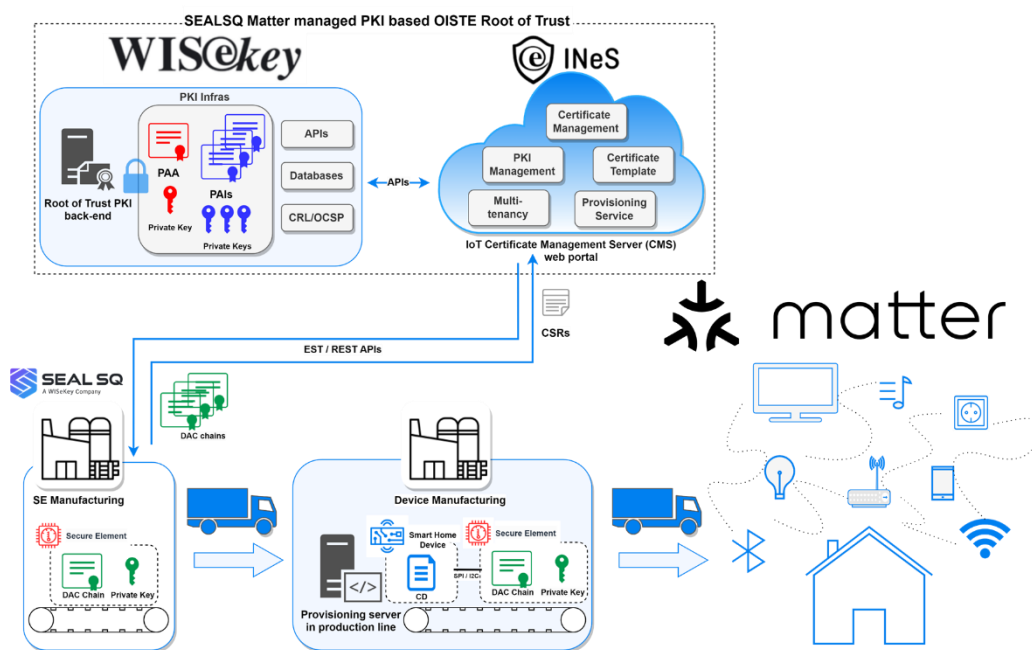 SEALSQ Matter managed PKI based OISTE Root of Trust
WISekey
INeS
PKI Infras
PAA
Private Key
PAIs
Private Keys
APIs
Databases
CRL/OCSP
Root of Trust PKI
back-end
APIs
Certificate
Management
PKI
Management
Certificate
Template
Multi-
tenancy
Provisioning
Service
IoT Certificate Management Server (CMS)
web portal
CSRs
EST / REST APIs
matter
SEAL SQ
A WISeKey Company
DAC chains
SE Manufacturing
Secure Element
DAC Chain
Private Key
Device Manufacturing
Smart Home
Device
CD
SPI / I2C
Secure Element
DAC Chain
Private Key
</>
Provisioning server
in production line